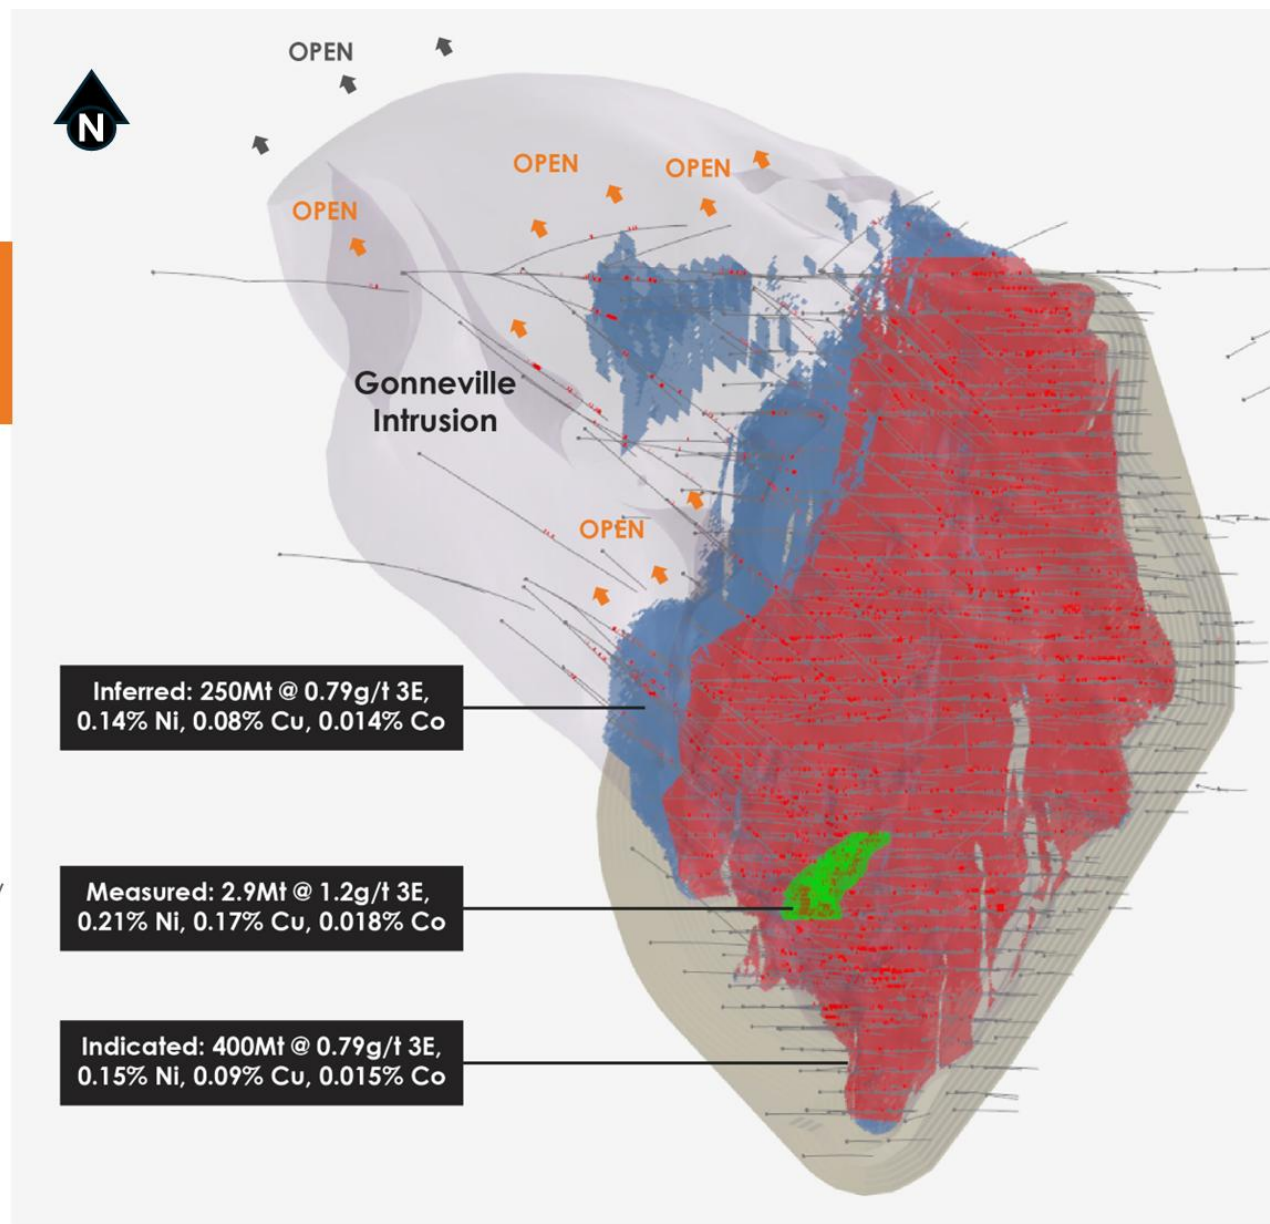 OPEN
N
OPEN
OPEN
OPEN
Gonneville
Intrusion
OPEN
Inferred: 250Mt @ 0.79g/t 3E,
0.14% Ni, 0.08% Cu, 0.014% Co
Measured: 2.9Mt @ 1.2g/t 3E,
0.21% Ni, 0.17% Cu, 0.018% Co
Indicated: 400Mt @ 0.79g/t 3E,
0.15% Ni, 0.09% Cu, 0.015% Co